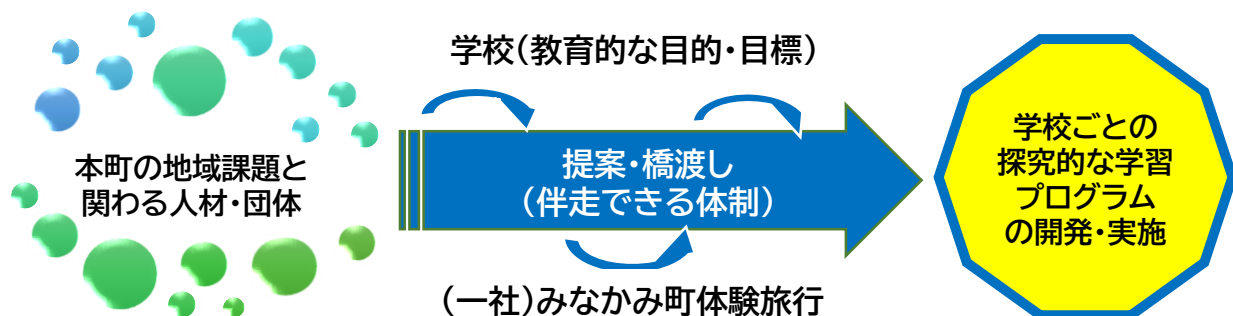 学校(教育的な目的・目標)
本町の地域課題と
関わる人材・団体
提案・橋渡し
(伴走できる体制)
学校ごとの
探究的な学習
プログラム
の開発・実施
(一社)みなかみ町体験旅行